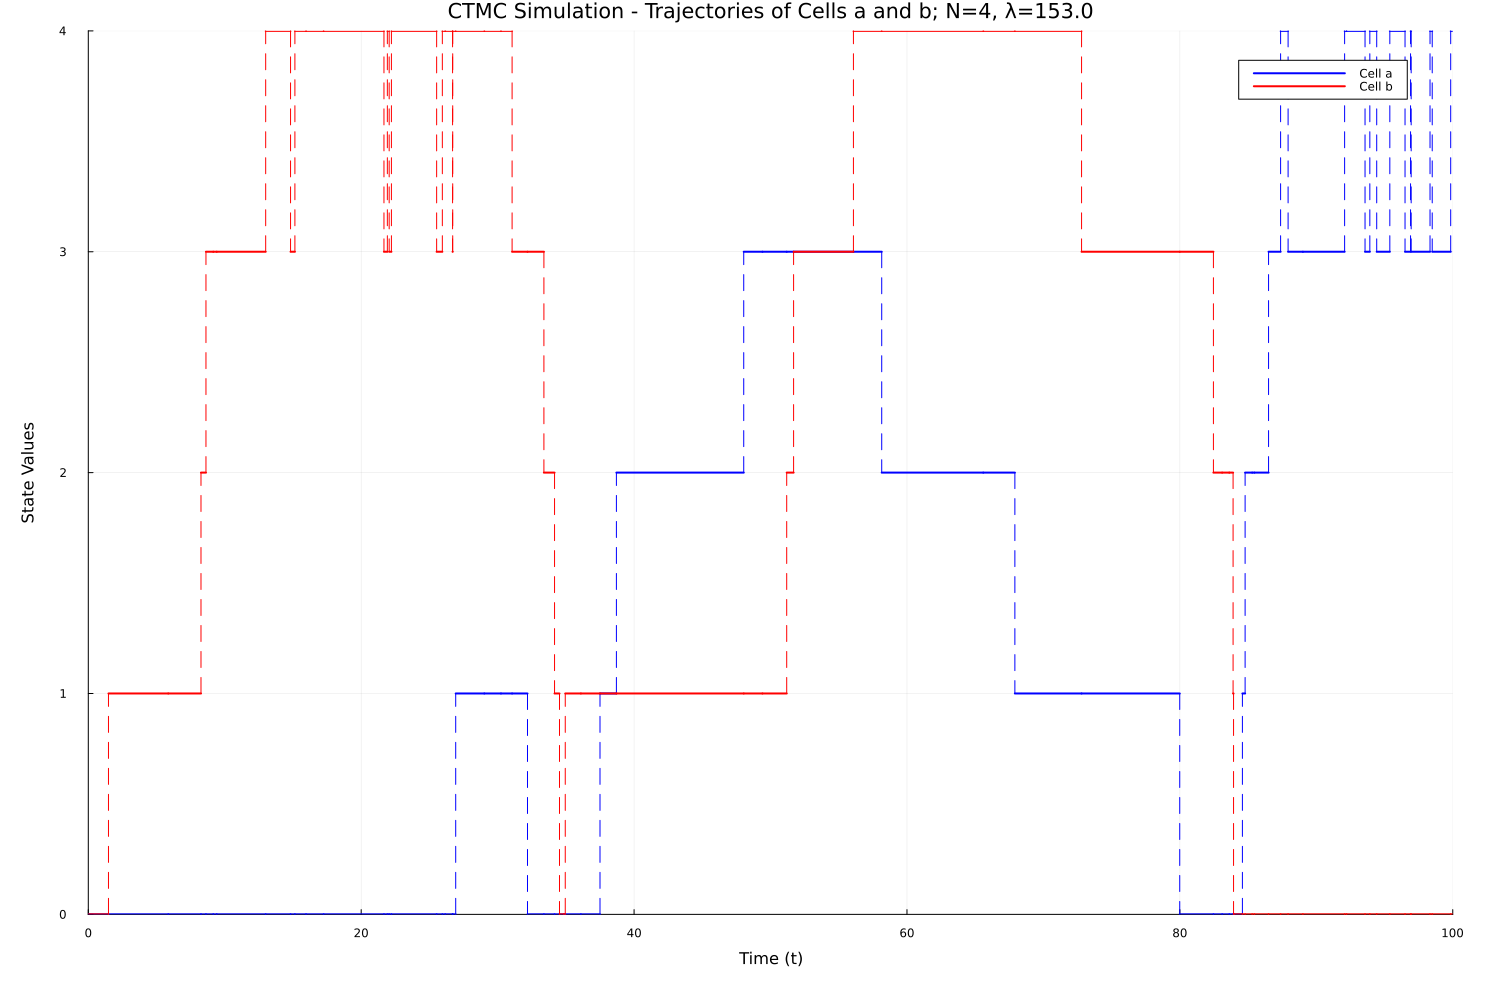 CTMC Simulation - Trajectories of Cells a and b; N=4, λ=153.0
4
Cell a
Cell b
3
State Values
2
1
0
0 20 40 60 80 100
Time (t)